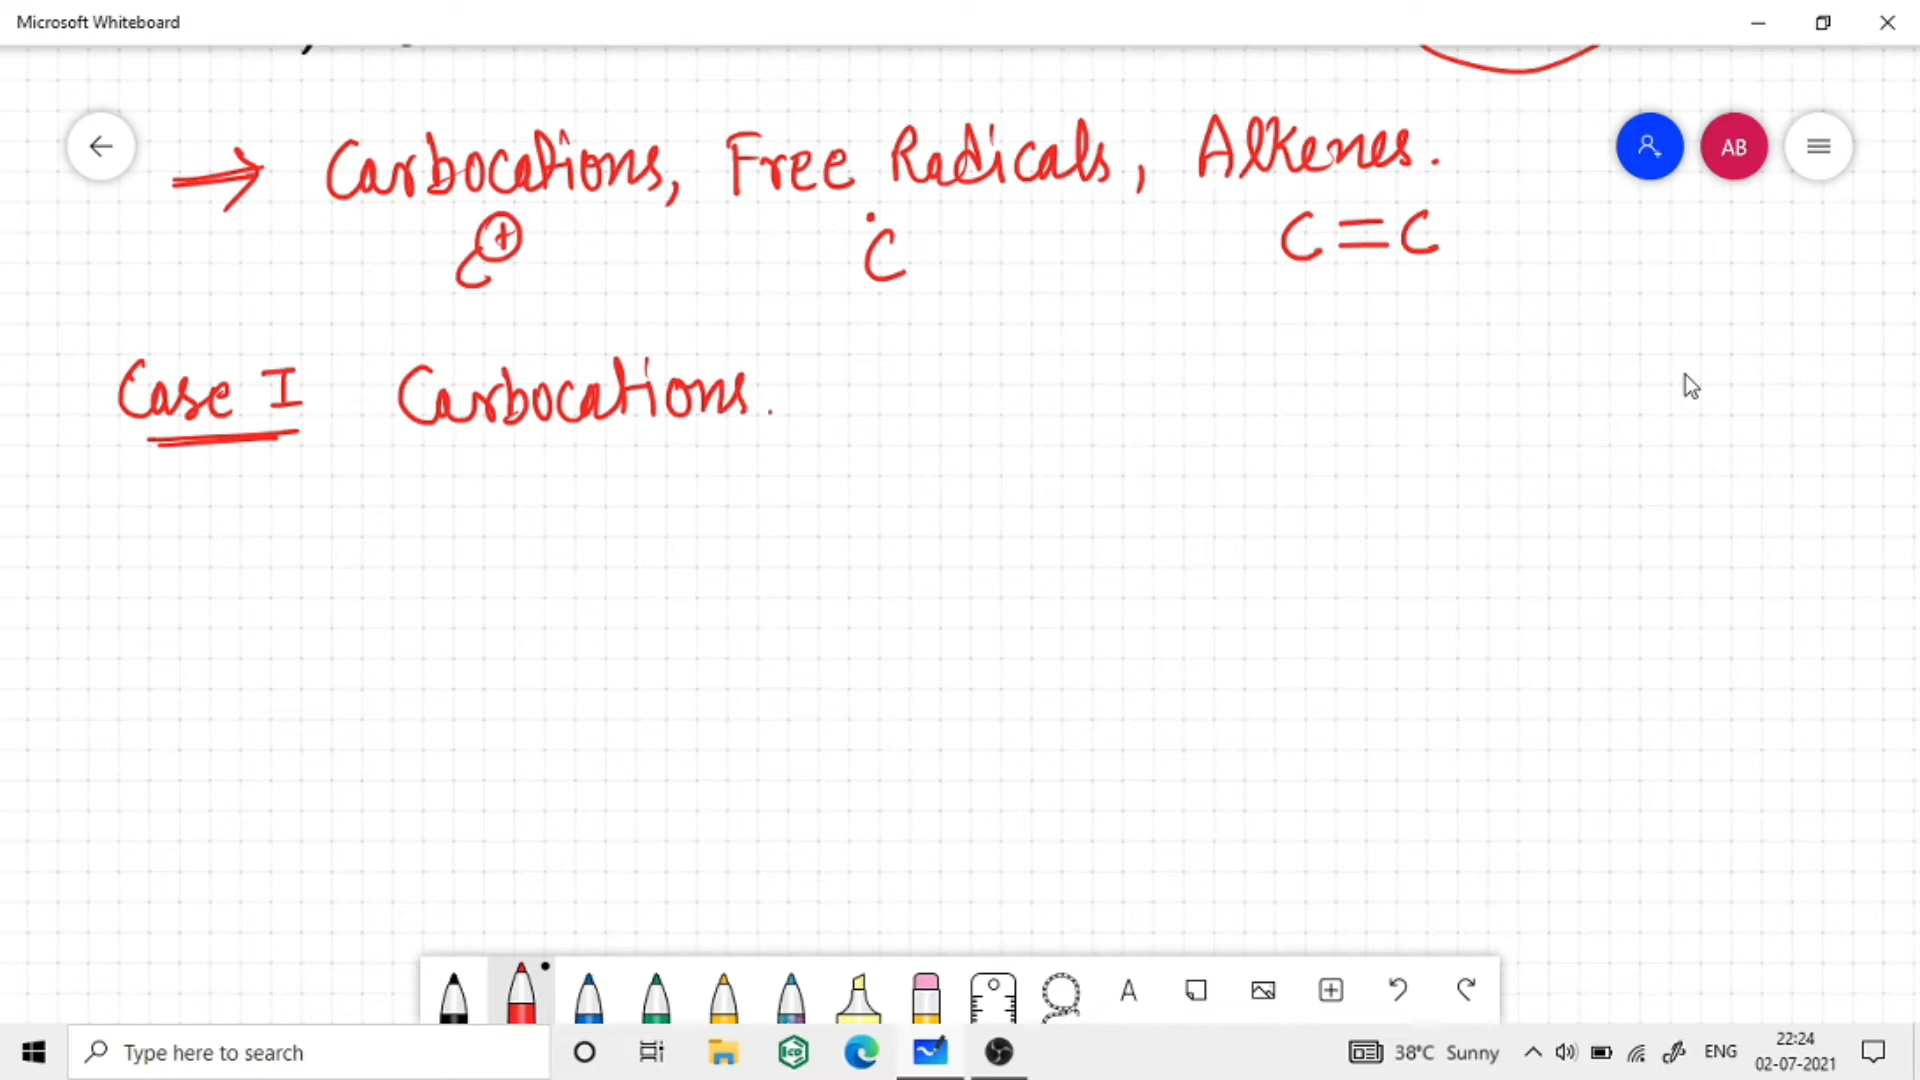 Microsoft Whiteboard
→ Carbocations, Free Radicals, Alkenes.
AB
C⊕ Ċ C=C
Case I Carbocations.
A
Type here to search
38°C Sunny
ENG
22:24
02-07-2021